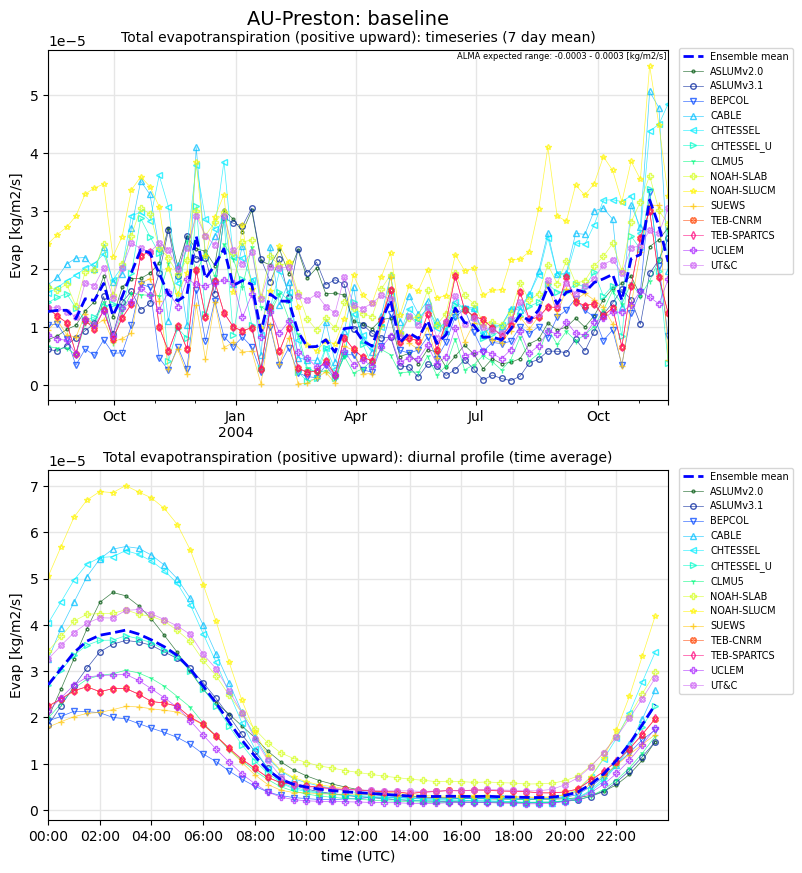 AU-Preston: baseline
Total evapotranspiration (positive upward): timeseries (7 day mean)
1e−5
ALMA expected range: -0.0003 - 0.0003 [kg/m2/s]
Evap [kg/m2/s]
5
4
3
2
1
0
Oct
Jan
2004
Apr
Jul
Oct
Ensemble mean
ASLUMv2.0
ASLUMv3.1
BEPCOL
CABLE
CHTESSEL
CHTESSEL_U
CLMU5
NOAH-SLAB
NOAH-SLUCM
SUEWS
TEB-CNRM
TEB-SPARTCS
UCLEM
UT&C
Total evapotranspiration (positive upward): diurnal profile (time average)
1e−5
Evap [kg/m2/s]
7
6
5
4
3
2
1
0
00:00
02:00
04:00
06:00
08:00
10:00
12:00
14:00
16:00
18:00
20:00
22:00
time (UTC)
Ensemble mean
ASLUMv2.0
ASLUMv3.1
BEPCOL
CABLE
CHTESSEL
CHTESSEL_U
CLMU5
NOAH-SLAB
NOAH-SLUCM
SUEWS
TEB-CNRM
TEB-SPARTCS
UCLEM
UT&C